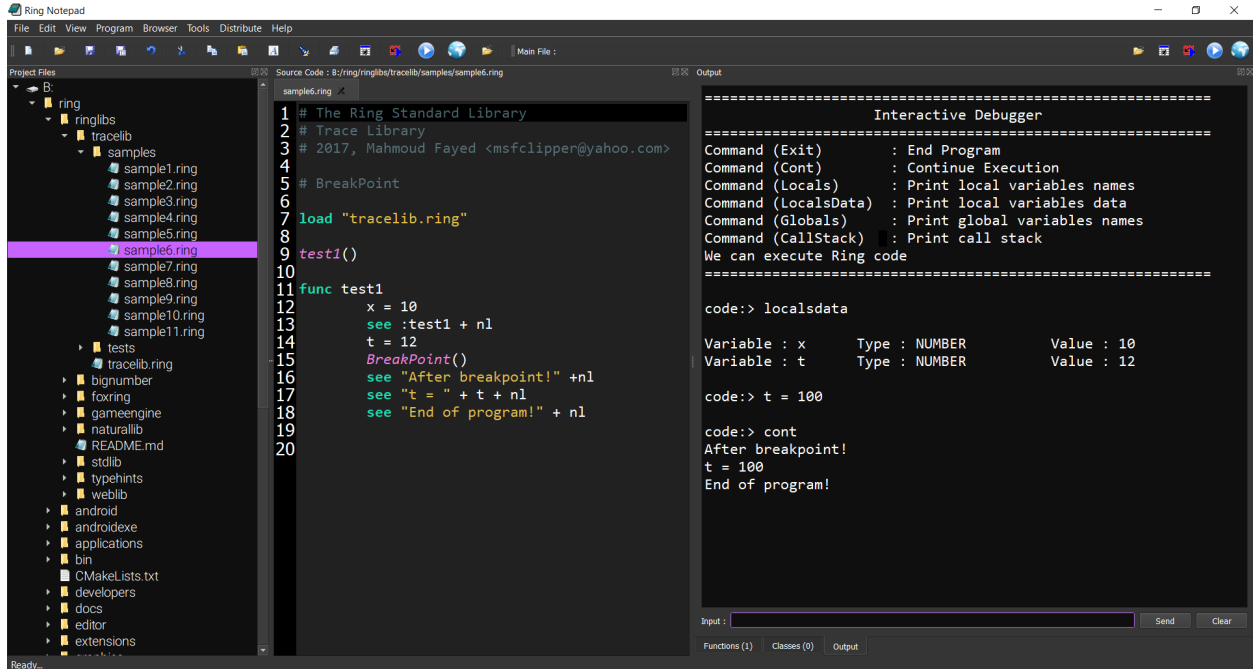 Ring Notepad
File Edit View Program Browser Tools Distribute Help
Main File :
Project Files
B:
ring
ringlibs
tracelib
samples
sample1.ring
sample2.ring
sample3.ring
sample4.ring
sample5.ring
sample6.ring
sample7.ring
sample8.ring
sample9.ring
sample10.ring
sample11.ring
tests
tracelib.ring
bignumber
foxring
gameengine
naturallib
README.md
stdlib
typehints
weblib
android
androidexe
applications
bin
CMakeLists.txt
developers
docs
editor
extensions
Source Code : B:/ring/ringlibs/tracelib/samples/sample6.ring
sample6.ring
1 # The Ring Standard Library
2 # Trace Library
3 # 2017, Mahmoud Fayed <msfclipper@yahoo.com>
4
5 # BreakPoint
6
7 load "tracelib.ring"
8
9 test1()
10
11 func test1
12 x = 10
13 see :test1 + nl
14 t = 12
15 BreakPoint()
16 see "After breakpoint!" +nl
17 see "t = " + t + nl
18 see "End of program!" + nl
19
20
Output
============================================================
Interactive Debugger
============================================================
Command (Exit) : End Program
Command (Cont) : Continue Execution
Command (Locals) : Print local variables names
Command (LocalsData) : Print local variables data
Command (Globals) : Print global variables names
Command (CallStack) : Print call stack
We can execute Ring code
============================================================
code:> localsdata
Variable : x Type : NUMBER Value : 10
Variable : t Type : NUMBER Value : 12
code:> t = 100
code:> cont
After breakpoint!
t = 100
End of program!
Input :
Send Clear
Functions (1) Classes (0) Output
Ready...